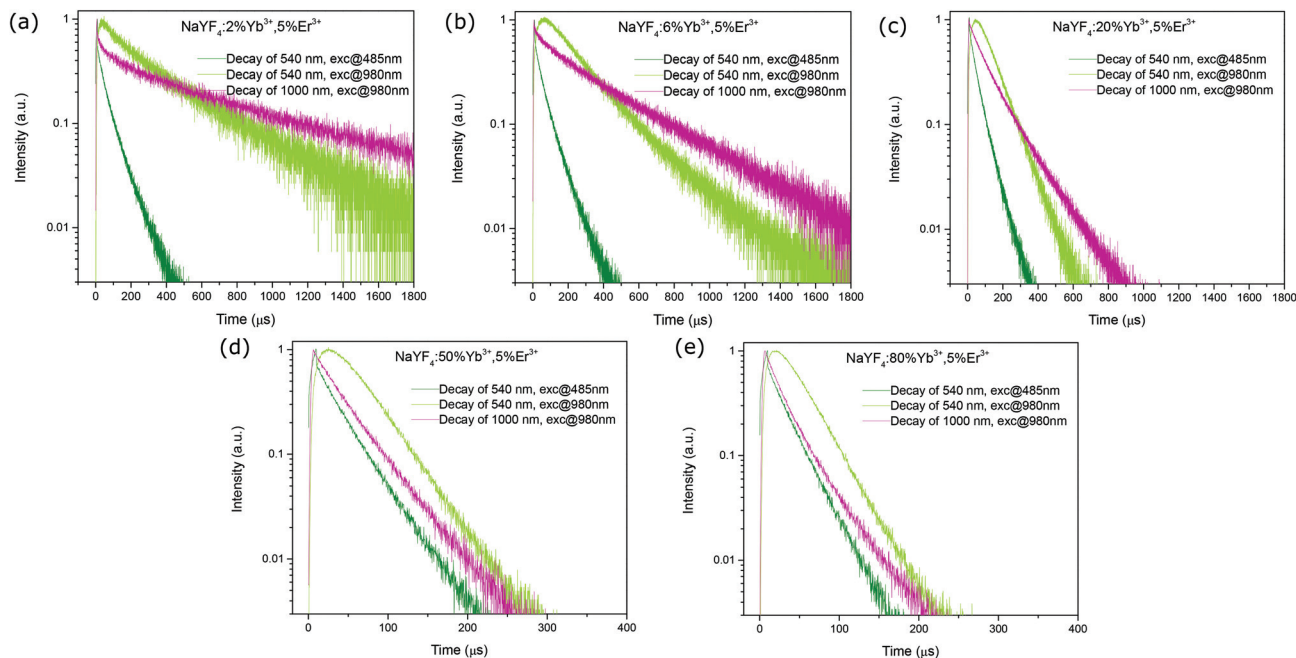 (a)
NaYF₄:2%Yb³⁺,5%Er³⁺
Decay of 540 nm, exc@485nm
Decay of 540 nm, exc@980nm
Decay of 1000 nm, exc@980nm
Intensity (a.u.)
1
0.1
0.01
0 200 400 600 800 1000 1200 1400 1600 1800
Time (μs)
(b)
NaYF₄:6%Yb³⁺,5%Er³⁺
Decay of 540 nm, exc@485nm
Decay of 540 nm, exc@980nm
Decay of 1000 nm, exc@980nm
Intensity (a.u.)
1
0.1
0.01
0 200 400 600 800 1000 1200 1400 1600 1800
Time (μs)
(c)
NaYF₄:20%Yb³⁺,5%Er³⁺
Decay of 540 nm, exc@485nm
Decay of 540 nm, exc@980nm
Decay of 1000 nm, exc@980nm
Intensity (a.u.)
1
0.1
0.01
0 200 400 600 800 1000 1200 1400 1600 1800
Time (μs)
(d)
NaYF₄:50%Yb³⁺,5%Er³⁺
Decay of 540 nm, exc@485nm
Decay of 540 nm, exc@980nm
Decay of 1000 nm, exc@980nm
Intensity (a.u.)
1
0.1
0.01
0 100 200 300 400
Time (μs)
(e)
NaYF₄:80%Yb³⁺,5%Er³⁺
Decay of 540 nm, exc@485nm
Decay of 540 nm, exc@980nm
Decay of 1000 nm, exc@980nm
Intensity (a.u.)
1
0.1
0.01
0 100 200 300 400
Time (μs)